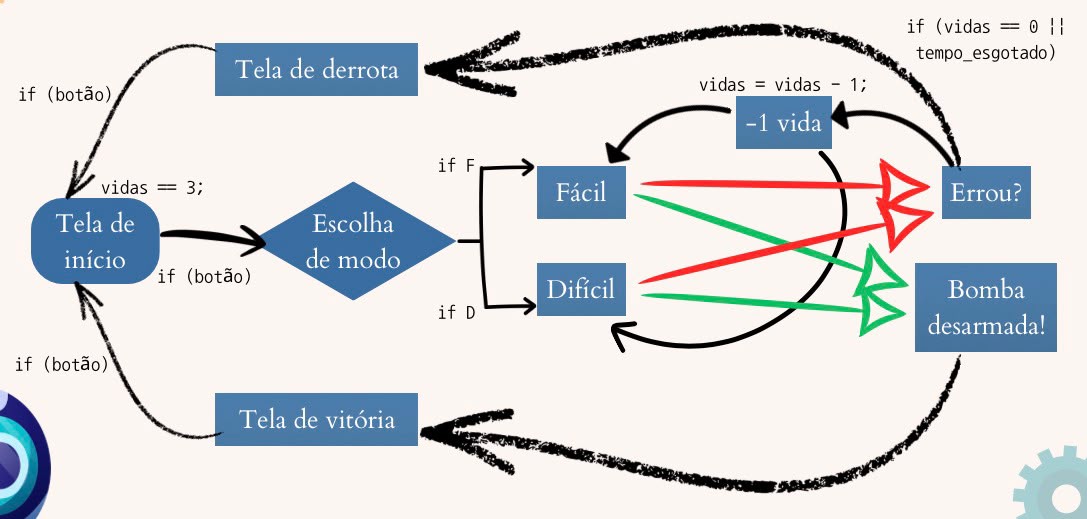 if (vidas == 0 ||
tempo_esgotado)
Tela de derrota
vidas = vidas - 1;
if (botão)
-1 vida
if F
vidas == 3;
Fácil
Errou?
Tela de
início
Escolha
de modo
if (botão)
Difícil
Bomba
desarmada!
if D
if (botão)
Tela de vitória